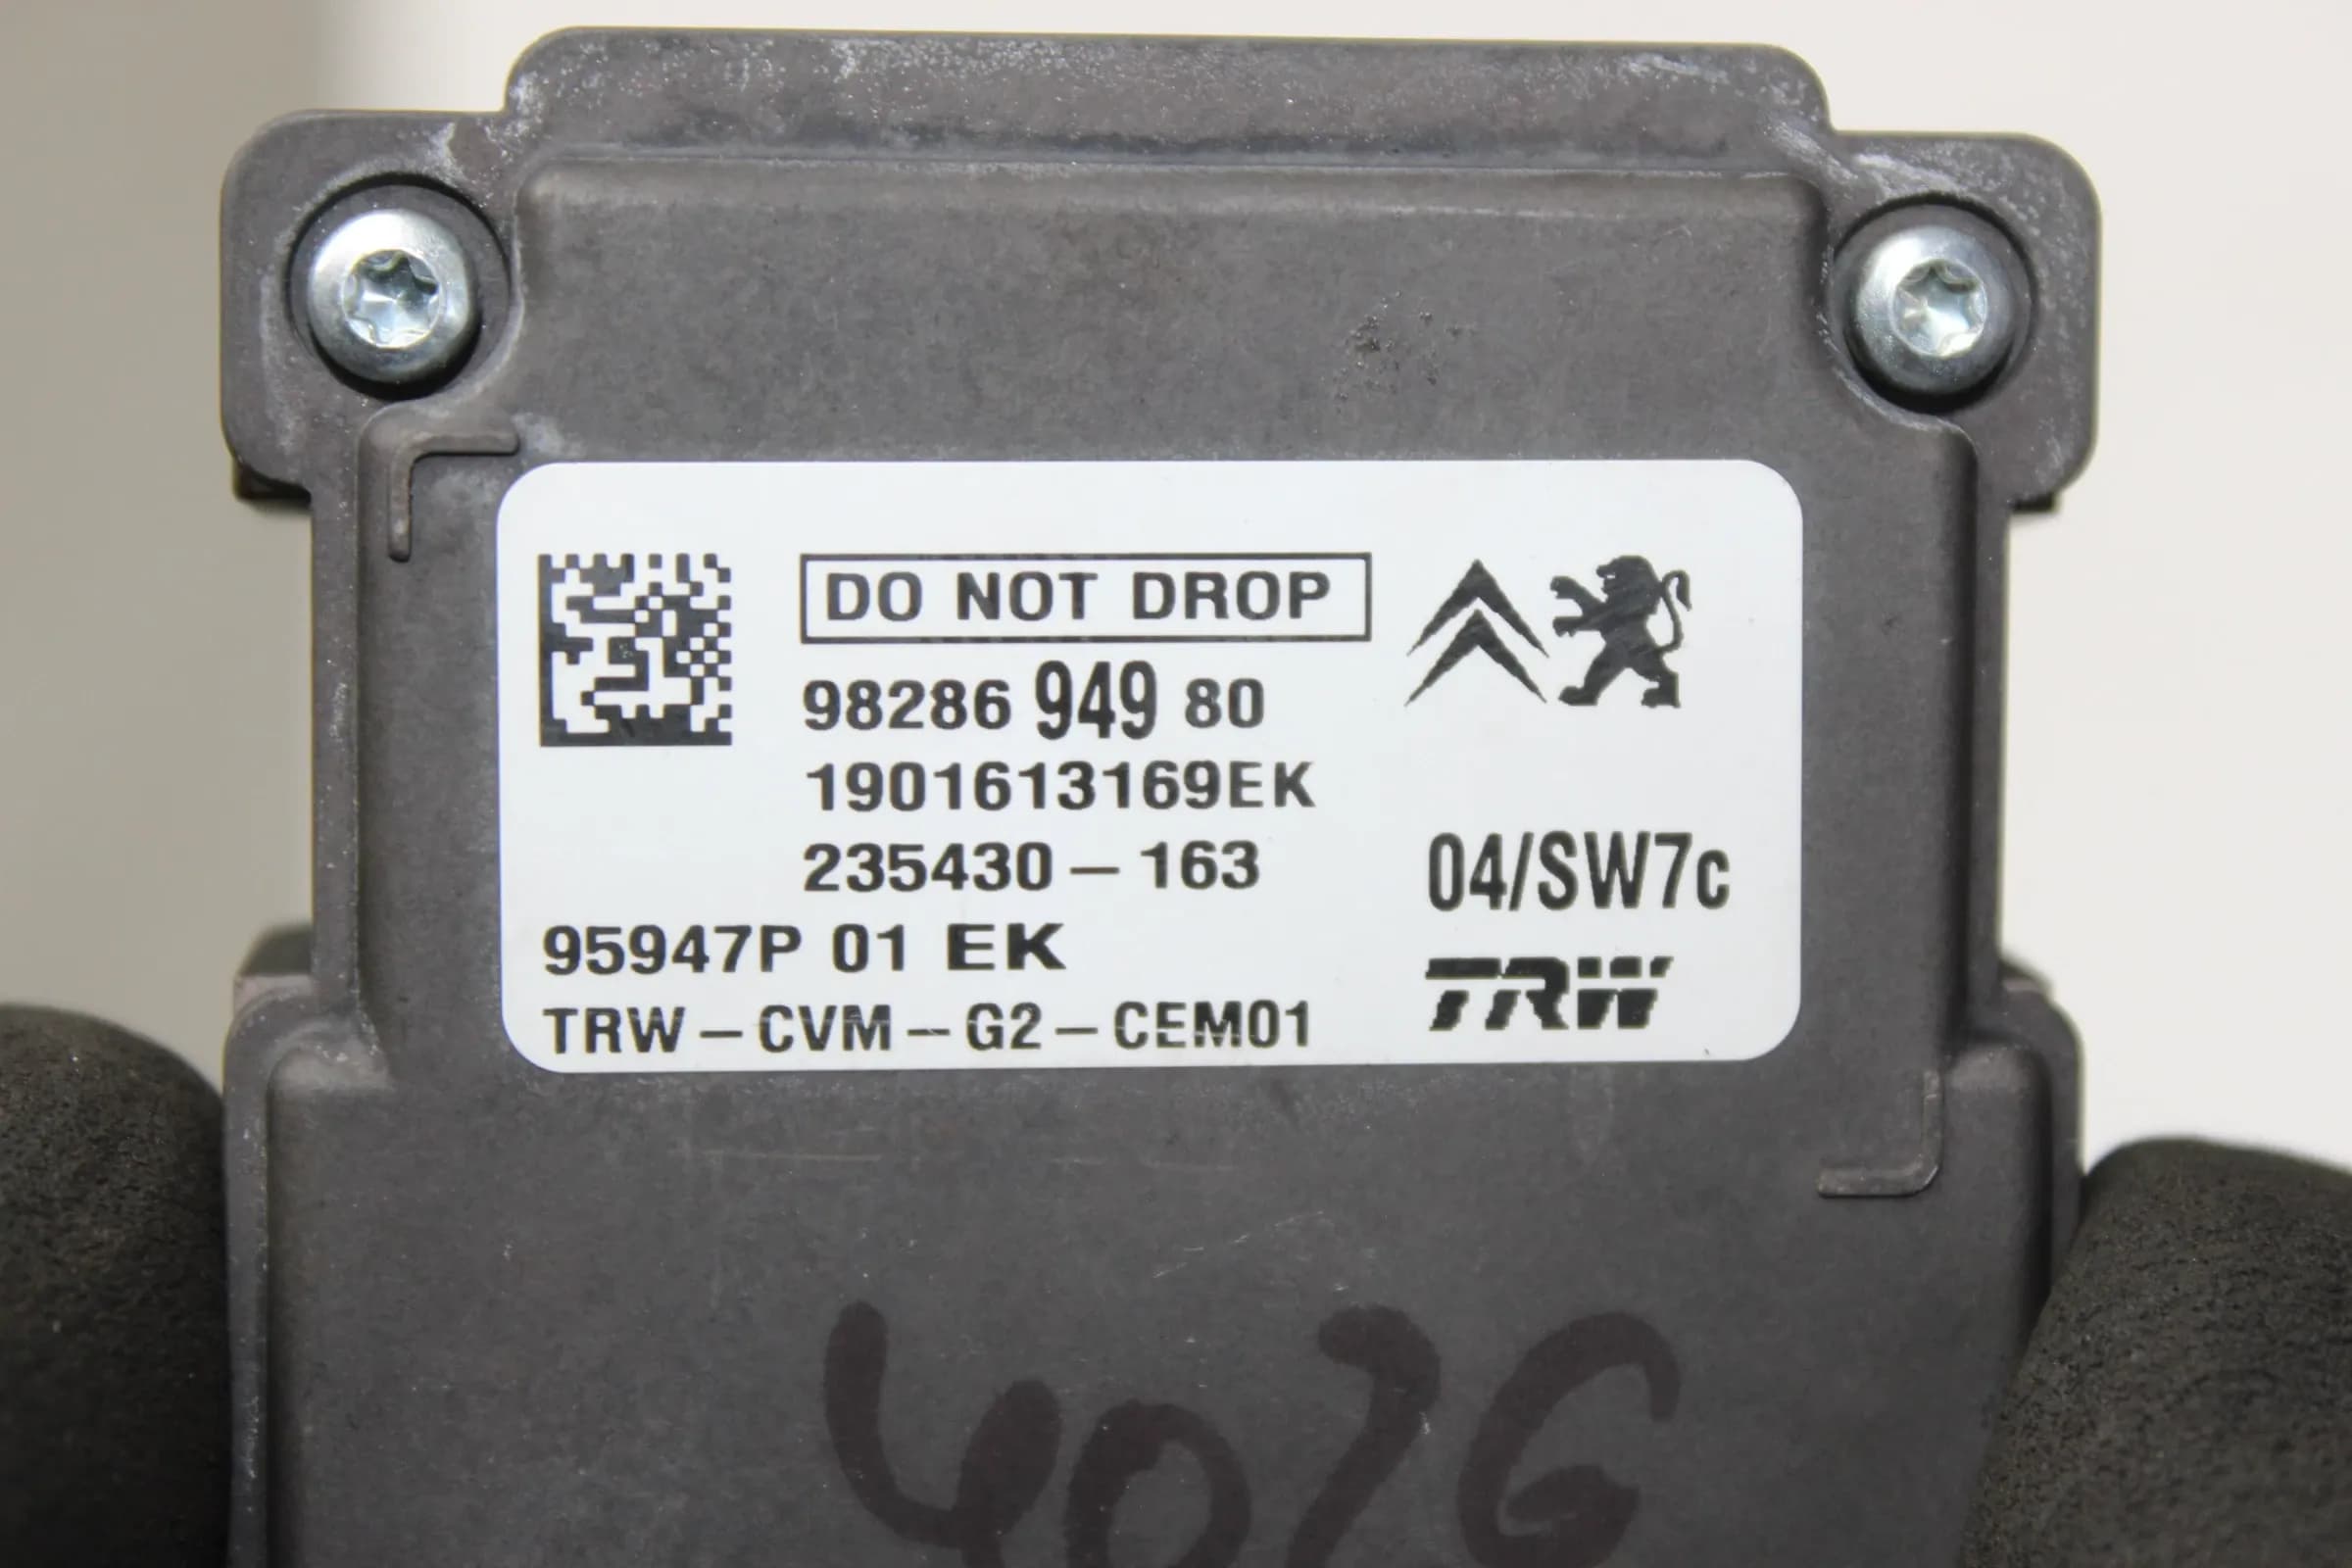 DO NOT DROP
98286 949 80
1901613169EK
235430-163
04/SW7c
95947P 01 EK
TRW
TRW-CVM-G2-CEM01